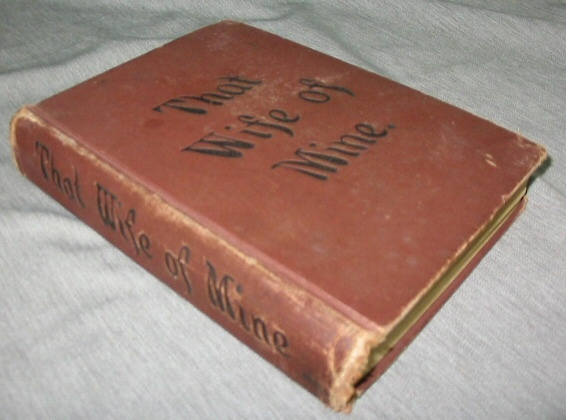 That
Wife of
Mine.
That Wife of Mine